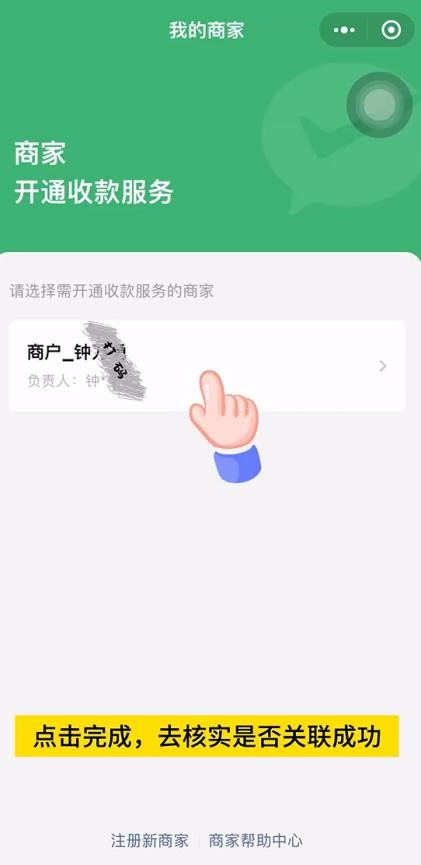 我的商家
商家
开通收款服务
请选择需开通收款服务的商家
商户_钟
负责人：钟*
点击完成，去核实是否关联成功
注册新商家
商家帮助中心